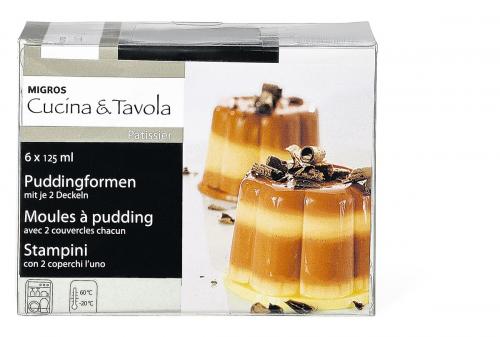 MIGROS
Cucina & Tavola
Pâtissier
6 x 125 ml
Puddingformen
mit je 2 Deckeln
Moules à pudding
avec 2 couvercles chacun
Stampini
con 2 coperchi l'uno
60°C
-20°C